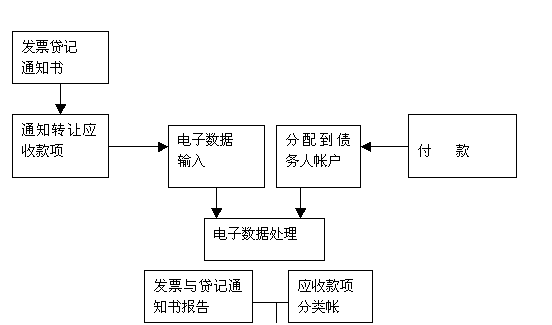 发票贷记
通知书
通知转让应
收款项
电子数据
输入
分配到债
务人帐户
付 款
电子数据处理
发票与贷记通
知书报告
应收款项
分类帐